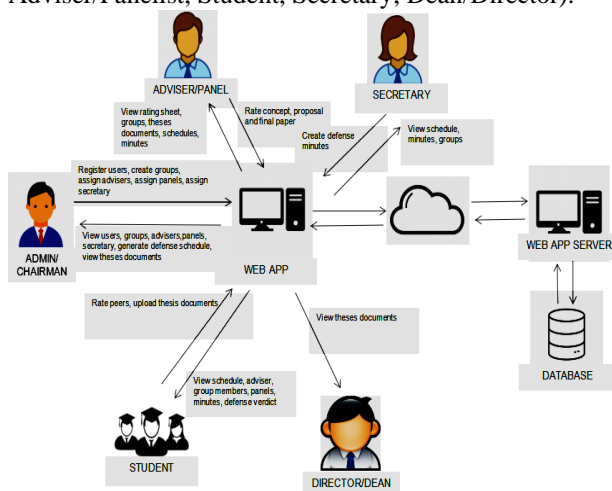 Adviser/Panelist, Student, Secretary, Dean/Director).
ADVISER/PANEL
SECRETARY
View rating sheet,
groups, theses
documents, schedules,
minutes
Rate concept, proposal
and final paper
Create defense
minutes
View schedule,
minutes, groups
Register users, create groups,
assign advisers, assign panels, assign
secretary
ADMIN/
CHAIRMAN
View users, groups, advisers,panels,
secretary, generate defense schedule,
view theses documents
WEB APP
WEB APP SERVER
Rate peers, upload thesis documents
View theses documents
DATABASE
View schedule, adviser,
group members, panels,
minutes, defense verdict
STUDENT
DIRECTOR/DEAN